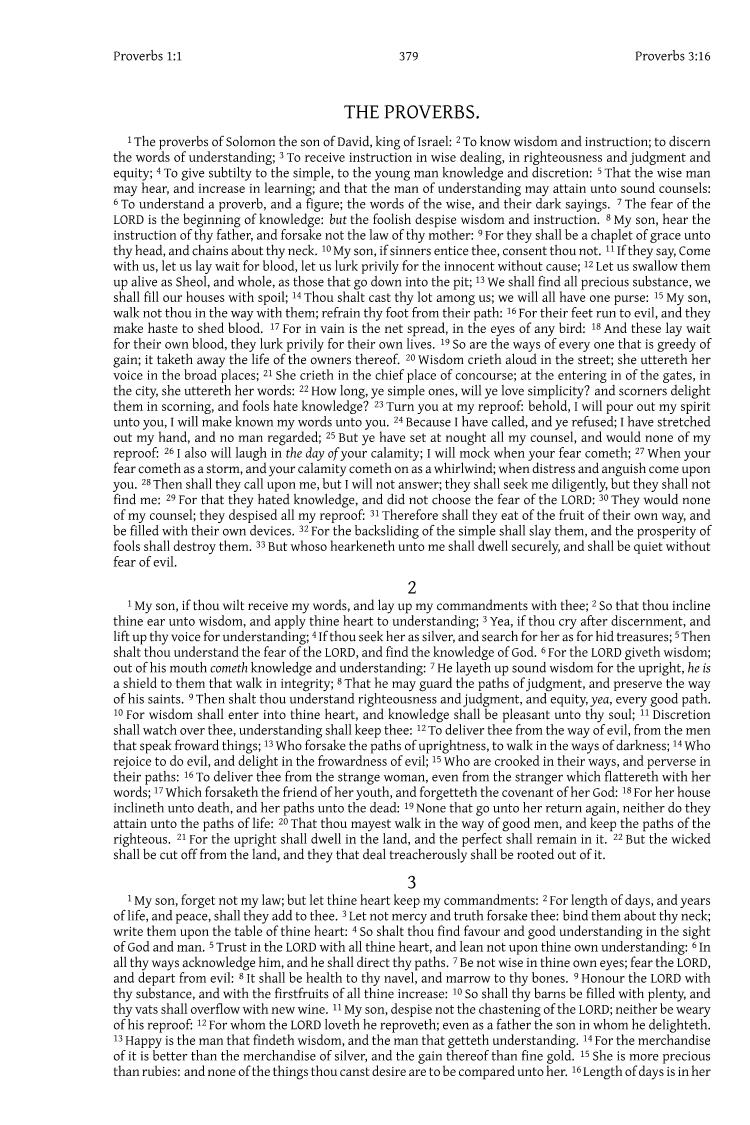 Proverbs 1:1 379 Proverbs 3:16
THE PROVERBS.
1 The proverbs of Solomon the son of David, king of Israel: 2 To know wisdom and instruction; to discern
the words of understanding; 3 To receive instruction in wise dealing, in righteousness and judgment and
equity; 4 To give subtilty to the simple, to the young man knowledge and discretion: 5 That the wise man
may hear, and increase in learning; and that the man of understanding may attain unto sound counsels:
6 To understand a proverb, and a figure; the words of the wise, and their dark sayings. 7 The fear of the
LORD is the beginning of knowledge: but the foolish despise wisdom and instruction. 8 My son, hear the
instruction of thy father, and forsake not the law of thy mother: 9 For they shall be a chaplet of grace unto
thy head, and chains about thy neck. 10 My son, if sinners entice thee, consent thou not. 11 If they say, Come
with us, let us lay wait for blood, let us lurk privily for the innocent without cause; 12 Let us swallow them
up alive as Sheol, and whole, as those that go down into the pit; 13 We shall find all precious substance, we
shall fill our houses with spoil; 14 Thou shalt cast thy lot among us; we will all have one purse: 15 My son,
walk not thou in the way with them; refrain thy foot from their path: 16 For their feet run to evil, and they
make haste to shed blood. 17 For in vain is the net spread, in the eyes of any bird: 18 And these lay wait
for their own blood, they lurk privily for their own lives. 19 So are the ways of every one that is greedy of
gain; it taketh away the life of the owners thereof. 20 Wisdom crieth aloud in the street; she uttereth her
voice in the broad places; 21 She crieth in the chief place of concourse; at the entering in of the gates, in
the city, she uttereth her words: 22 How long, ye simple ones, will ye love simplicity? and scorners delight
them in scorning, and fools hate knowledge? 23 Turn you at my reproof: behold, I will pour out my spirit
unto you, I will make known my words unto you. 24 Because I have called, and ye refused; I have stretched
out my hand, and no man regarded; 25 But ye have set at nought all my counsel, and would none of my
reproof: 26 I also will laugh in the day of your calamity; I will mock when your fear cometh; 27 When your
fear cometh as a storm, and your calamity cometh on as a whirlwind; when distress and anguish come upon
you. 28 Then shall they call upon me, but I will not answer; they shall seek me diligently, but they shall not
find me: 29 For that they hated knowledge, and did not choose the fear of the LORD: 30 They would none
of my counsel; they despised all my reproof: 31 Therefore shall they eat of the fruit of their own way, and
be filled with their own devices. 32 For the backsliding of the simple shall slay them, and the prosperity of
fools shall destroy them. 33 But whoso hearkeneth unto me shall dwell securely, and shall be quiet without
fear of evil.
2
1 My son, if thou wilt receive my words, and lay up my commandments with thee; 2 So that thou incline
thine ear unto wisdom, and apply thine heart to understanding; 3 Yea, if thou cry after discernment, and
lift up thy voice for understanding; 4 If thou seek her as silver, and search for her as for hid treasures; 5 Then
shalt thou understand the fear of the LORD, and find the knowledge of God. 6 For the LORD giveth wisdom;
out of his mouth cometh knowledge and understanding: 7 He layeth up sound wisdom for the upright, he is
a shield to them that walk in integrity; 8 That he may guard the paths of judgment, and preserve the way
of his saints. 9 Then shalt thou understand righteousness and judgment, and equity, yea, every good path.
10 For wisdom shall enter into thine heart, and knowledge shall be pleasant unto thy soul; 11 Discretion
shall watch over thee, understanding shall keep thee: 12 To deliver thee from the way of evil, from the men
that speak froward things; 13 Who forsake the paths of uprightness, to walk in the ways of darkness; 14 Who
rejoice to do evil, and delight in the frowardness of evil; 15 Who are crooked in their ways, and perverse in
their paths: 16 To deliver thee from the strange woman, even from the stranger which flattereth with her
words; 17 Which forsaketh the friend of her youth, and forgetteth the covenant of her God: 18 For her house
inclineth unto death, and her paths unto the dead: 19 None that go unto her return again, neither do they
attain unto the paths of life: 20 That thou mayest walk in the way of good men, and keep the paths of the
righteous. 21 For the upright shall dwell in the land, and the perfect shall remain in it. 22 But the wicked
shall be cut off from the land, and they that deal treacherously shall be rooted out of it.
3
1 My son, forget not my law; but let thine heart keep my commandments: 2 For length of days, and years
of life, and peace, shall they add to thee. 3 Let not mercy and truth forsake thee: bind them about thy neck;
write them upon the table of thine heart: 4 So shalt thou find favour and good understanding in the sight
of God and man. 5 Trust in the LORD with all thine heart, and lean not upon thine own understanding: 6 In
all thy ways acknowledge him, and he shall direct thy paths. 7 Be not wise in thine own eyes; fear the LORD,
and depart from evil: 8 It shall be health to thy navel, and marrow to thy bones. 9 Honour the LORD with
thy substance, and with the firstfruits of all thine increase: 10 So shall thy barns be filled with plenty, and
thy vats shall overflow with new wine. 11 My son, despise not the chastening of the LORD; neither be weary
of his reproof: 12 For whom the LORD loveth he reproveth; even as a father the son in whom he delighteth.
13 Happy is the man that findeth wisdom, and the man that getteth understanding. 14 For the merchandise
of it is better than the merchandise of silver, and the gain thereof than fine gold. 15 She is more precious
than rubies: and none of the things thou canst desire are to be compared unto her. 16 Length of days is in her